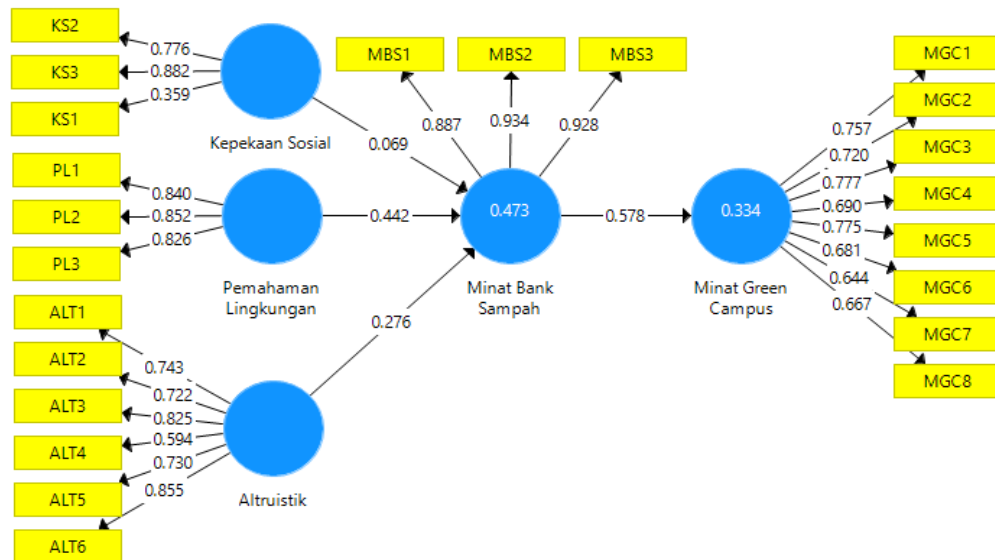 KS2
KS3
KS1
0.776
0.882
0.359
Kepekaan Sosial
0.069
PL1
PL2
PL3
0.840
0.852
0.826
Pemahaman
Lingkungan
0.442
ALT1
ALT2
ALT3
ALT4
ALT5
ALT6
0.743
0.722
0.825
0.594
0.730
0.855
Altruistik
0.276
MBS1
MBS2
MBS3
0.887
0.934
0.928
0.473
Minat Bank
Sampah
0.578
0.334
Minat Green
Campus
0.757
0.720
0.777
0.690
0.775
0.681
0.644
0.667
MGC1
MGC2
MGC3
MGC4
MGC5
MGC6
MGC7
MGC8